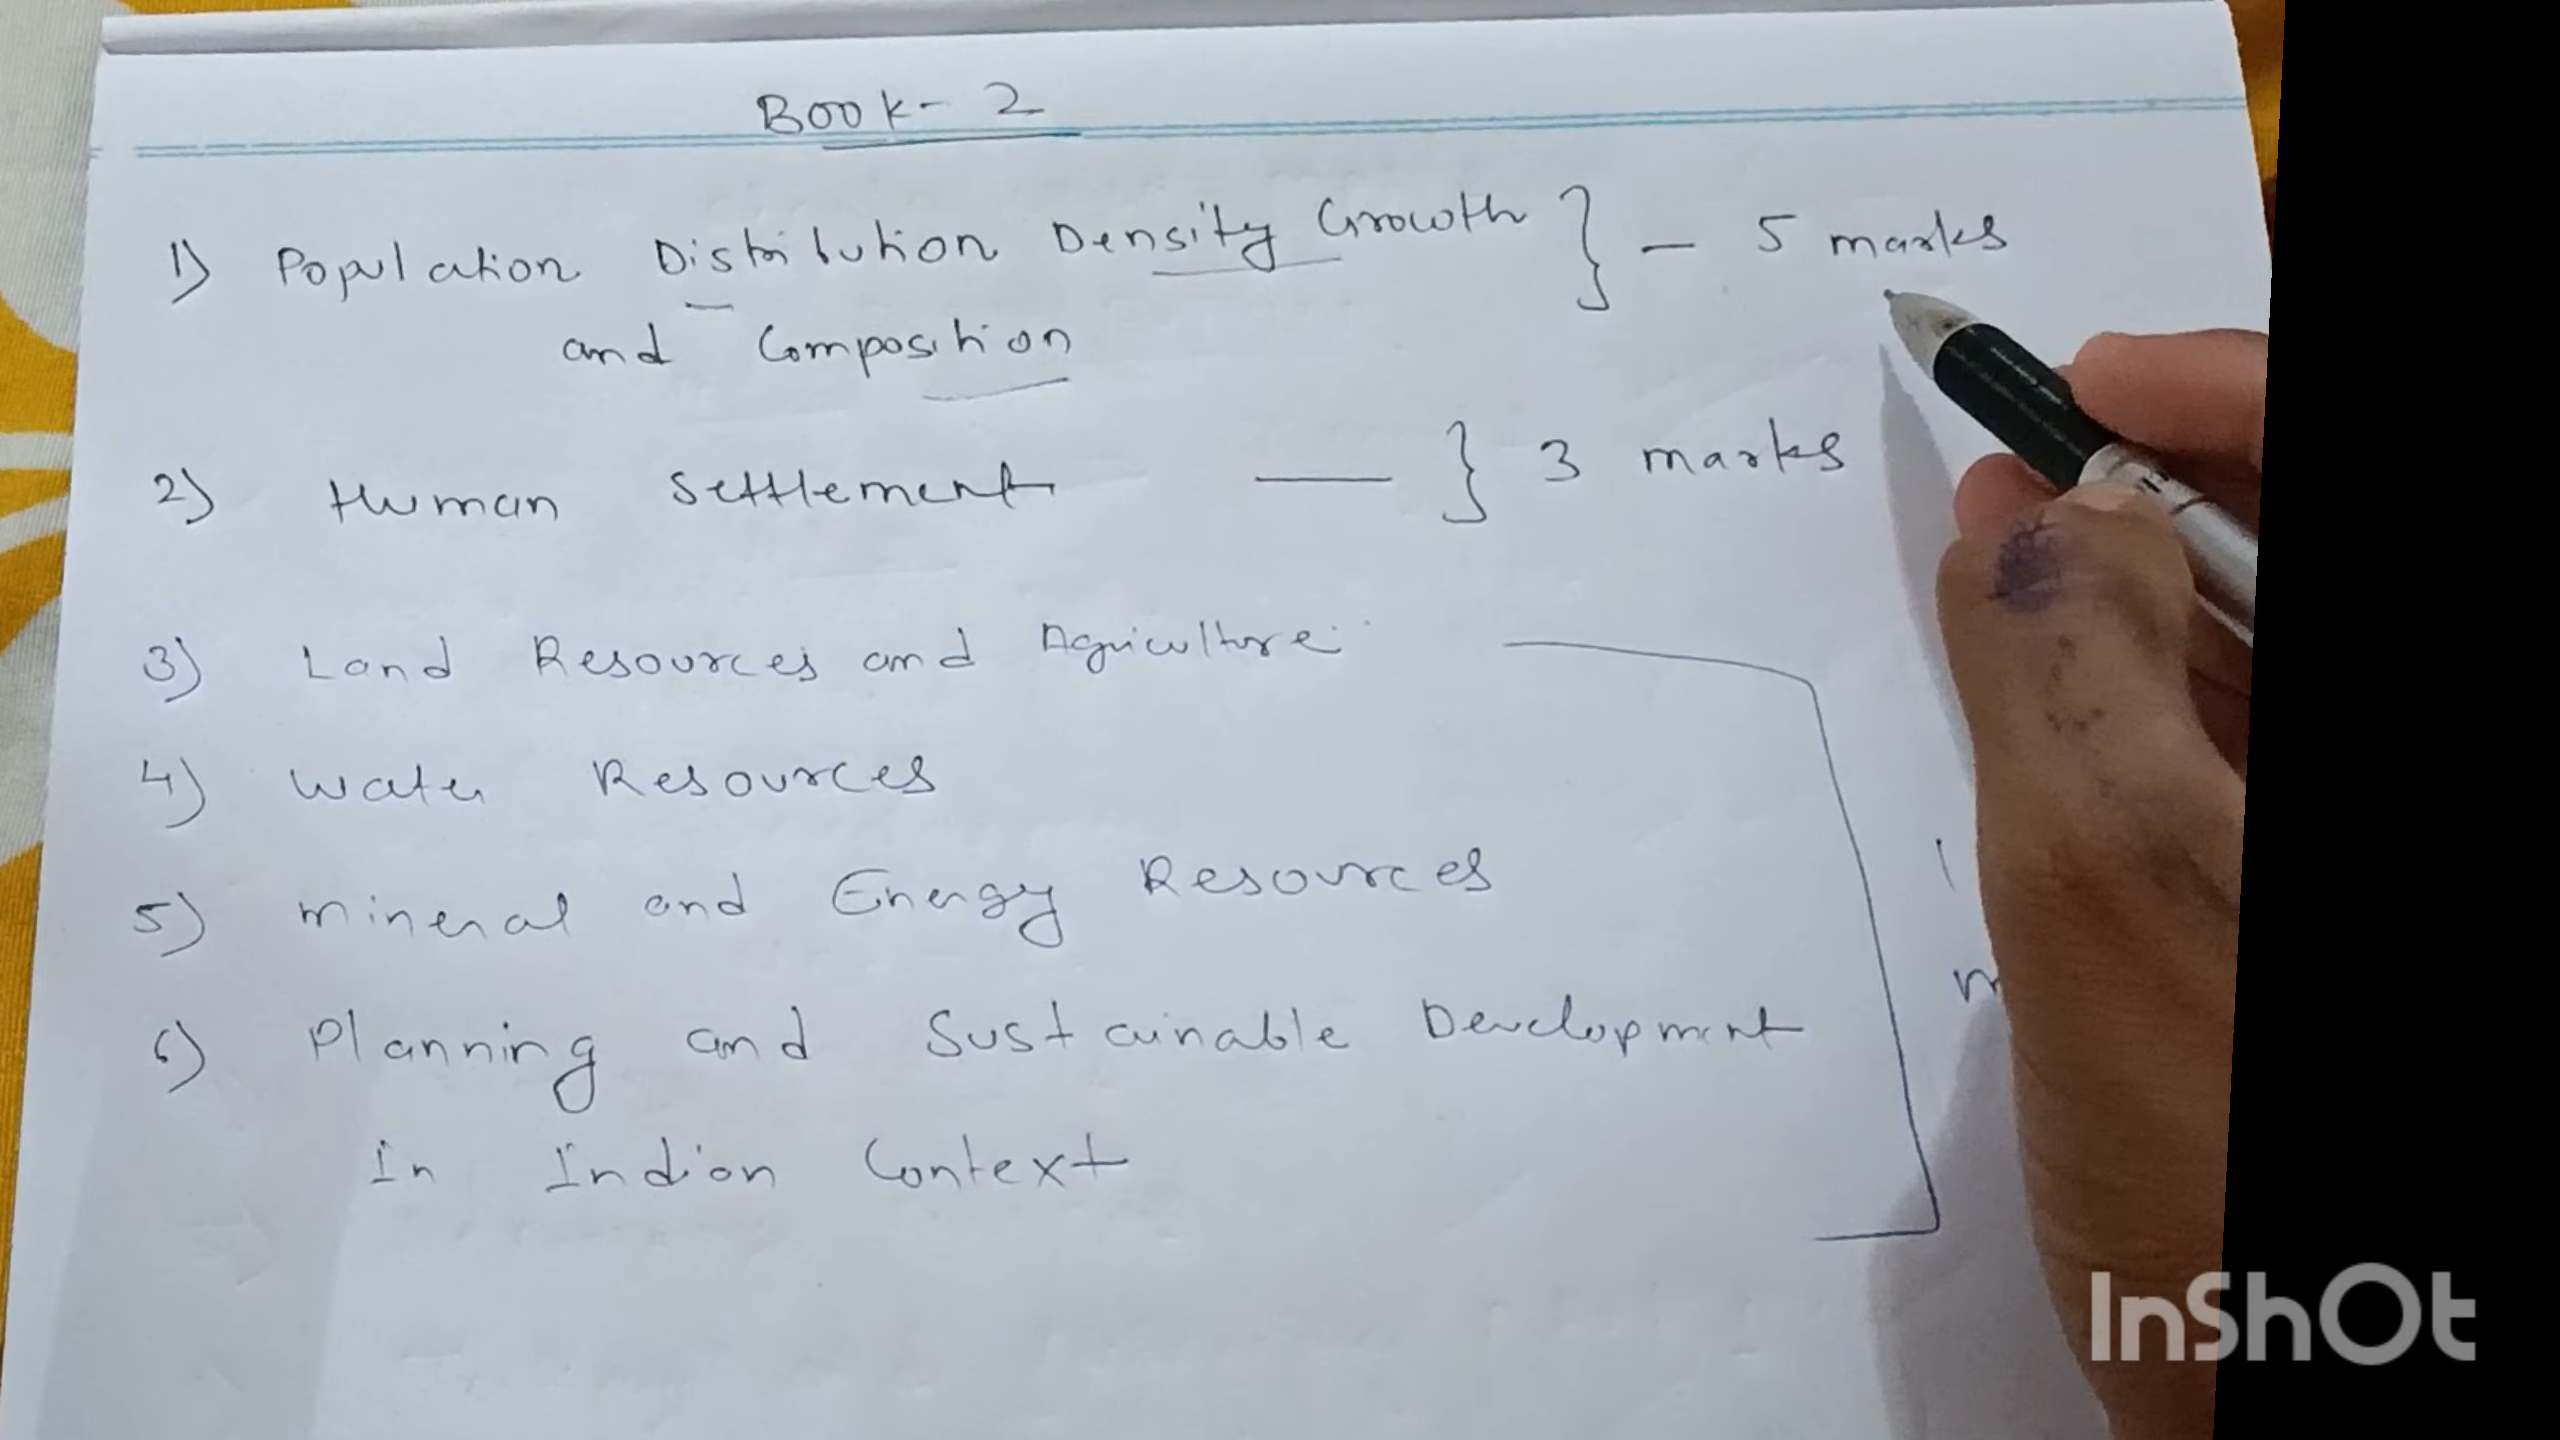 Book - 2
1) Population Distribution Density Growth } - 5 marks
and Composition
2) Human Settlement — } 3 marks
3) Land Resources and Agriculture
4) Water Resources
5) Mineral and Energy Resources
6) Planning and Sustainable Development
In Indian Context
InShOt